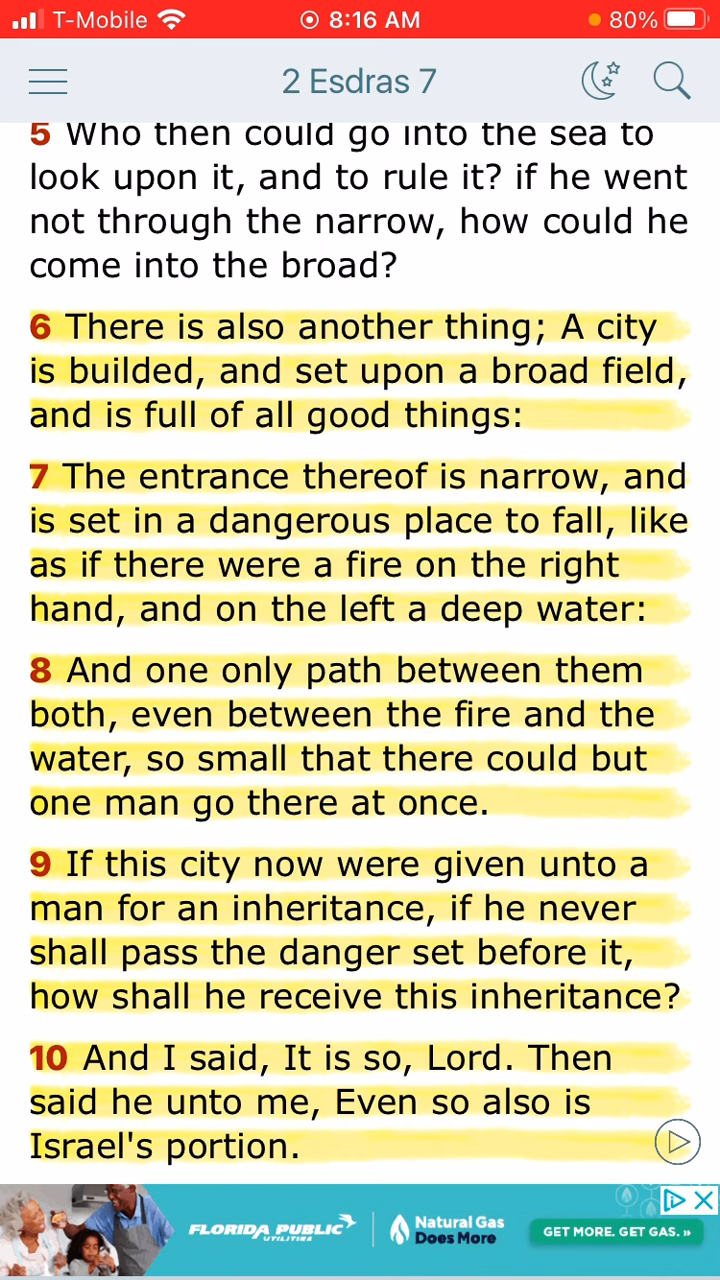 T-Mobile 8:16 AM 80%
2 Esdras 7
5 Who then could go into the sea to
look upon it, and to rule it? if he went
not through the narrow, how could he
come into the broad?
6 There is also another thing; A city
is builded, and set upon a broad field,
and is full of all good things:
7 The entrance thereof is narrow, and
is set in a dangerous place to fall, like
as if there were a fire on the right
hand, and on the left a deep water:
8 And one only path between them
both, even between the fire and the
water, so small that there could but
one man go there at once.
9 If this city now were given unto a
man for an inheritance, if he never
shall pass the danger set before it,
how shall he receive this inheritance?
10 And I said, It is so, Lord. Then
said he unto me, Even so also is
Israel's portion.
FLORIDA PUBLIC
UTILITIES
Natural Gas
Does More
GET MORE. GET GAS. »